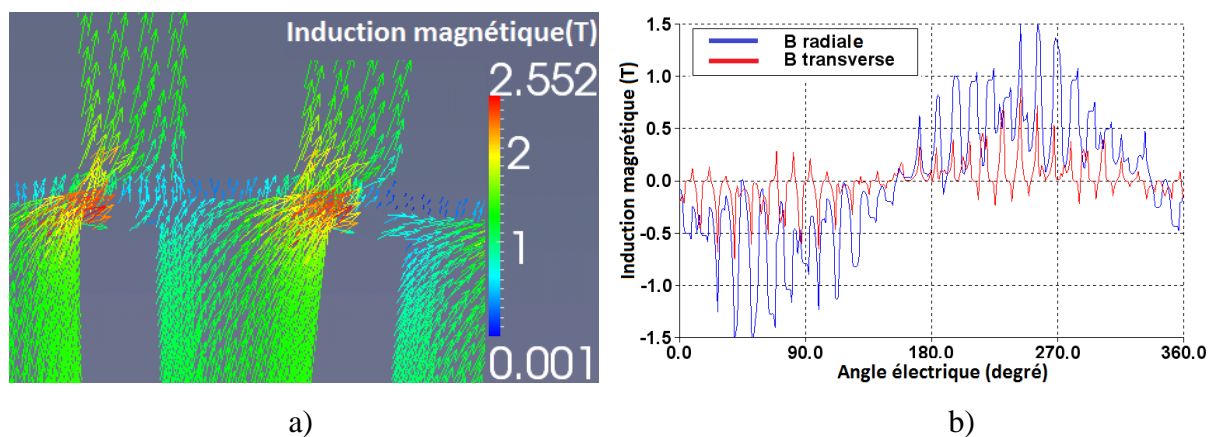 Induction magnétique(T)
2.552
2
1
0.001
a)
Induction magnétique (T)
1.5
1.0
0.5
0.0
-0.5
-1.0
-1.5
B radiale
B transverse
0.0
90.0
180.0
270.0
360.0
Angle électrique (degré)
b)